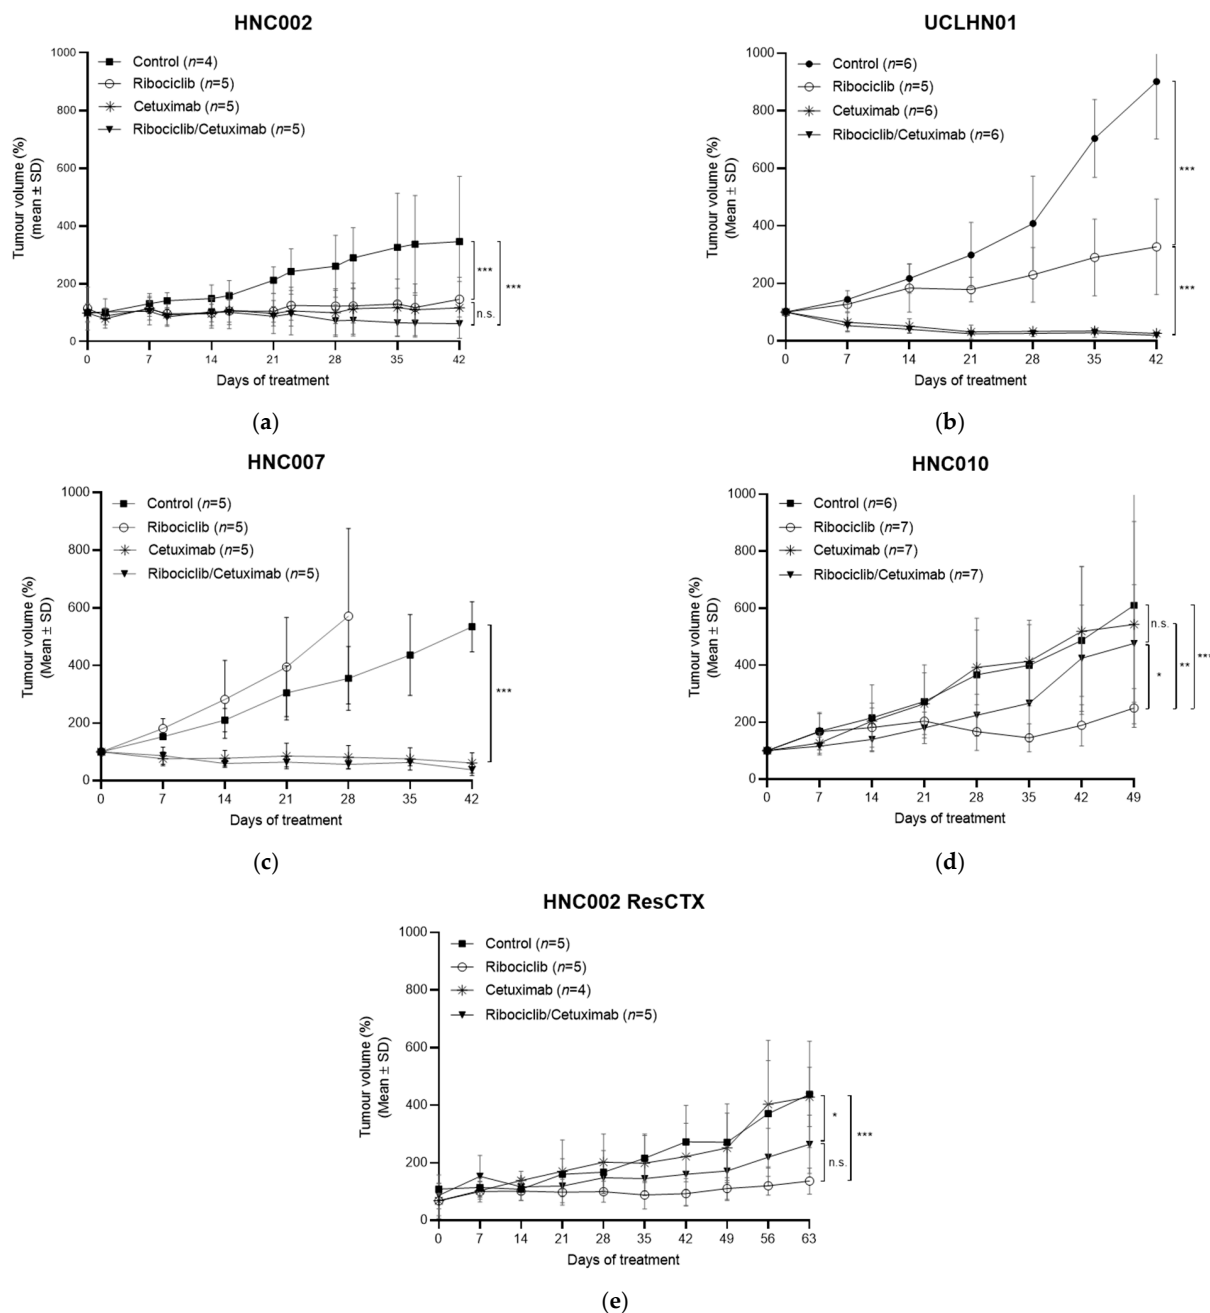 HNC002
1000
800
600
400
200
0
Tumour volume (%)
(mean ± SD)
Control (n=4)
Ribociclib (n=5)
Cetuximab (n=5)
Ribociclib/Cetuximab (n=5)
***
***
n.s.
0 7 14 21 28 35 42
Days of treatment
(a)
UCLHN01
1000
800
600
400
200
0
Tumour volume (%)
(Mean ± SD)
Control (n=6)
Ribociclib (n=5)
Cetuximab (n=6)
Ribociclib/Cetuximab (n=6)
***
***
0 7 14 21 28 35 42
Days of treatment
(b)
HNC007
1000
800
600
400
200
0
Tumour volume (%)
(Mean ± SD)
Control (n=5)
Ribociclib (n=5)
Cetuximab (n=5)
Ribociclib/Cetuximab (n=5)
***
0 7 14 21 28 35 42
Days of treatment
(c)
HNC010
1000
800
600
400
200
0
Tumour volume (%)
(Mean ± SD)
Control (n=6)
Ribociclib (n=7)
Cetuximab (n=7)
Ribociclib/Cetuximab (n=7)
n.s.
*
**
***
0 7 14 21 28 35 42 49
Days of treatment
(d)
HNC002 ResCTX
1000
800
600
400
200
0
Tumour volume (%)
(Mean ± SD)
Control (n=5)
Ribociclib (n=5)
Cetuximab (n=4)
Ribociclib/Cetuximab (n=5)
*
***
n.s.
0 7 14 21 28 35 42 49 56 63
Days of treatment
(e)